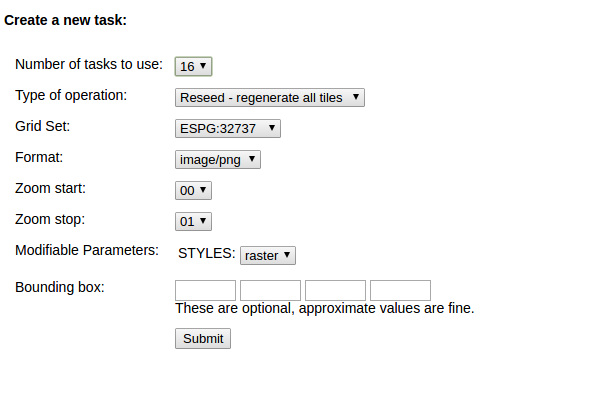 Create a new task:
Number of tasks to use: 16
Type of operation: Reseed - regenerate all tiles
Grid Set: ESPG:32737
Format: image/png
Zoom start: 00
Zoom stop: 01
Modifiable Parameters: STYLES: raster
Bounding box:
These are optional, approximate values are fine.
Submit